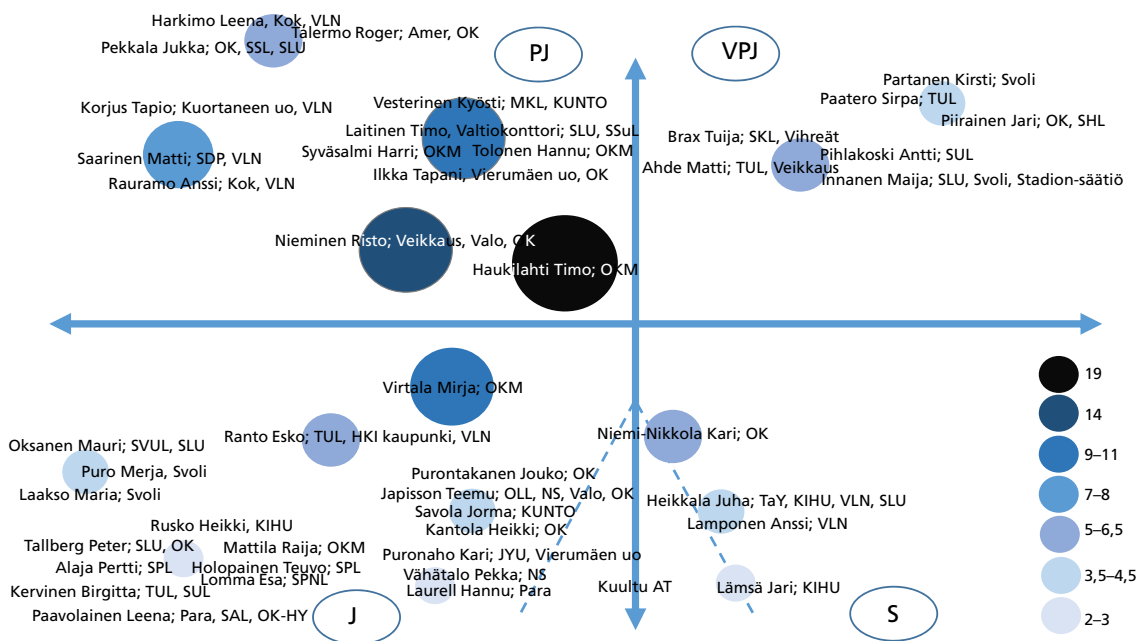 Harkimo Leena, Kok, VLN
Talermo Roger; Amer, OK
Pekkala Jukka; OK, SSL, SLU
PJ
VPJ
Korjus Tapio; Kuortaneen uo, VLN
Saarinen Matti; SDP, VLN
Rauramo Anssi; Kok, VLN
Vesterinen Kyösti; MKL, KUNTO
Laitinen Timo, Valtiokonttori; SLU, SSuL
Syväsalmi Harri; OKM
Tolonen Hannu; OKM
Ilkka Tapani, Vierumäen uo, OK
Partanen Kirsti; Svoli
Paatero Sirpa; TUL
Piirainen Jari; OK, SHL
Brax Tuija; SKL, Vihreät
Pihlakoski Antti; SUL
Ahde Matti; TUL, Veikkaus
Innanen Maija; SLU, Svoli, Stadion-säätiö
Nieminen Risto; Veikkaus, Valo, OK
Haukilahti Timo; OKM
Virtala Mirja; OKM
Ranto Esko; TUL, HKI kaupunki, VLN
Oksanen Mauri; SVUL, SLU
Puro Merja, Svoli
Laakso Maria; Svoli
Purontakanen Jouko; OK
Japisson Teemu; OLL, NS, Valo, OK
Savola Jorma; KUNTO
Kantola Heikki; OK
Rusko Heikki, KIHU
Tallberg Peter; SLU, OK
Mattila Raija; OKM
Alaja Pertti; SPL
Holopainen Teuvo; SPL
Lomma Esa; SPNL
Kervinen Birgitta; TUL, SUL
Paavolainen Leena; Para, SAL, OK-HY
Puronaho Kari; JYU, Vierumäen uo
Vähätalo Pekka; NS
Laurell Hannu; Para
J
Niemi-Nikkola Kari; OK
Heikkala Juha; TaY, KIHU, VLN, SLU
Lamponen Anssi; VLN
Kuultu AT
Lämsä Jari; KIHU
S
19
14
9–11
7–8
5–6,5
3,5–4,5
2–3